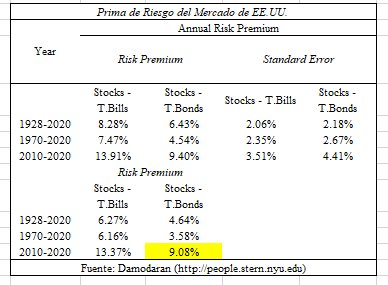 Prima de Riesgo del Mercado de EE.UU.
Annual Risk Premium
Year
Risk Premium Standard Error
Stocks - T.Bills Stocks - T.Bonds Stocks - T.Bills Stocks - T.Bonds
1928-2020 8.28% 6.43% 2.06% 2.18%
1970-2020 7.47% 4.54% 2.35% 2.67%
2010-2020 13.91% 9.40% 3.51% 4.41%
Risk Premium
Stocks - T.Bills Stocks - T.Bonds
1928-2020 6.27% 4.64%
1970-2020 6.16% 3.58%
2010-2020 13.37% 9.08%
Fuente: Damodaran (http://people.stern.nyu.edu)